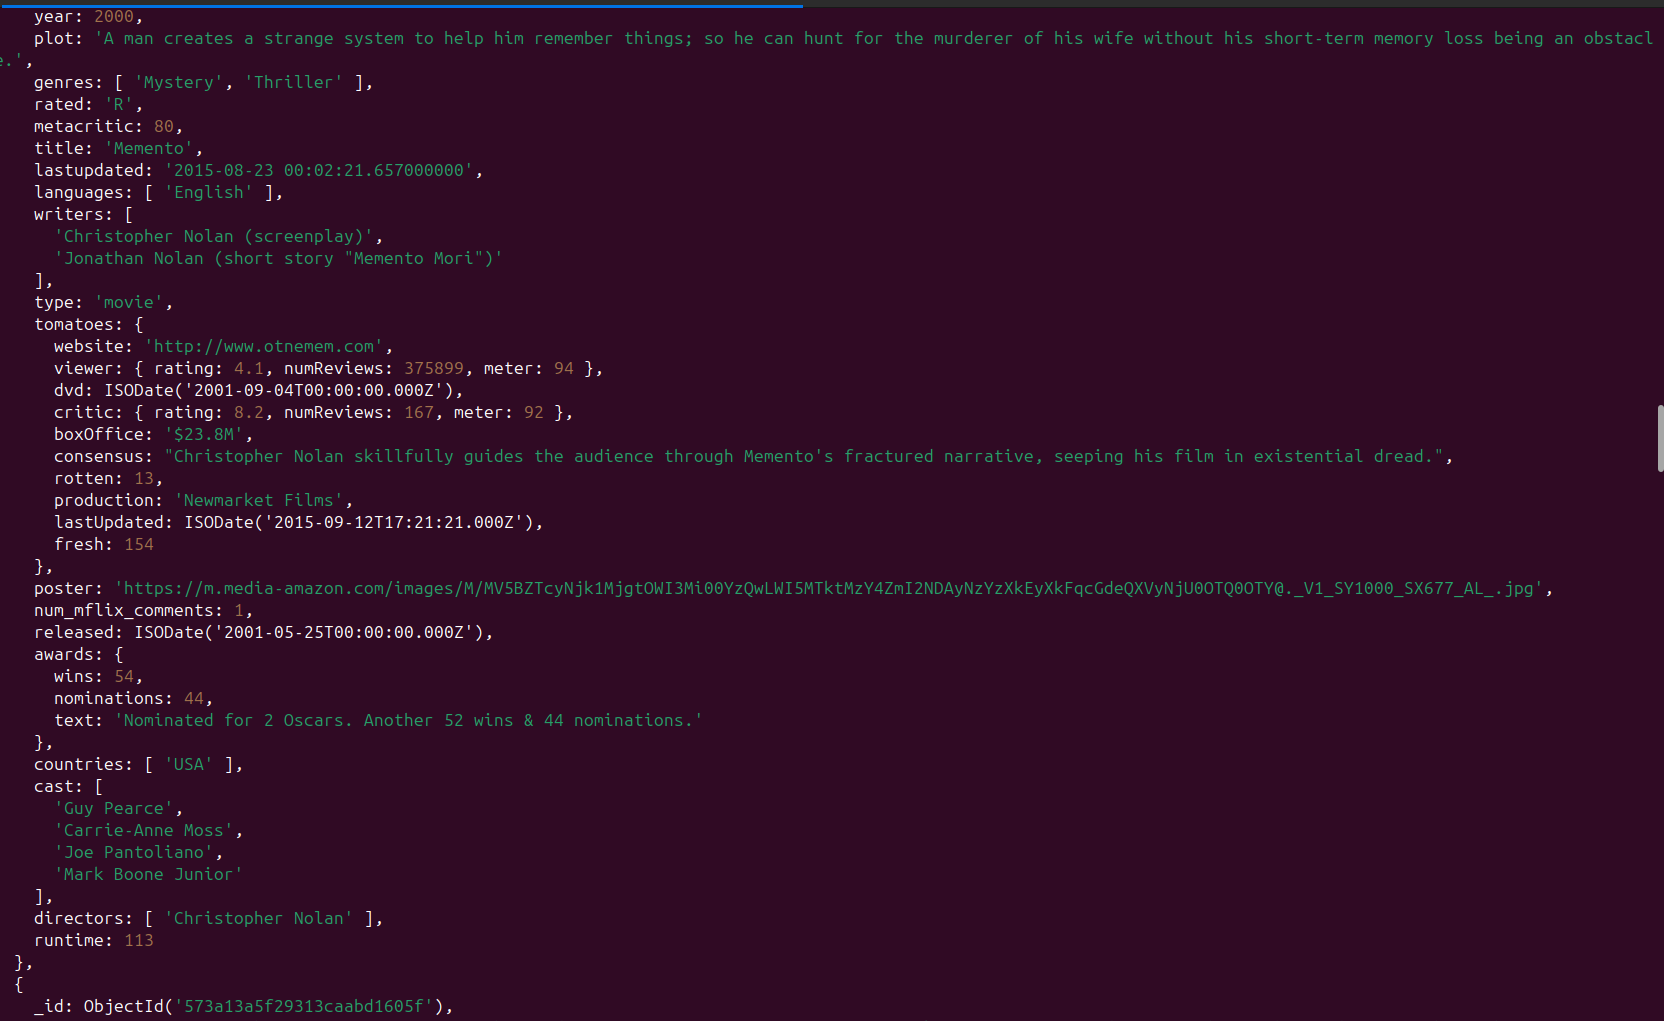 year: 2000,
plot: 'A man creates a strange system to help him remember things; so he can hunt for the murderer of his wife without his short-term memory loss being an obstacl
e.',
genres: [ 'Mystery', 'Thriller' ],
rated: 'R',
metacritic: 80,
title: 'Memento',
lastupdated: '2015-08-23 00:02:21.657000000',
languages: [ 'English' ],
writers: [
'Christopher Nolan (screenplay)',
'Jonathan Nolan (short story "Memento Mori")'
],
type: 'movie',
tomatoes: {
website: 'http://www.otnemem.com',
viewer: { rating: 4.1, numReviews: 375899, meter: 94 },
dvd: ISODate('2001-09-04T00:00:00.000Z'),
critic: { rating: 8.2, numReviews: 167, meter: 92 },
boxOffice: '$23.8M',
consensus: "Christopher Nolan skillfully guides the audience through Memento's fractured narrative, seeping his film in existential dread.",
rotten: 13,
production: 'Newmarket Films',
lastUpdated: ISODate('2015-09-12T17:21:21.000Z'),
fresh: 154
},
poster: 'https://m.media-amazon.com/images/M/MV5BZTcyNjk1MjgtOWI3Mi00YzQwLWI5MTktMzY4ZmI2NDAyNzYzXkEyXkFqcGdeQXVyNjU0OTQ0OTY@._V1_SY1000_SX677_AL_.jpg',
num_mflix_comments: 1,
released: ISODate('2001-05-25T00:00:00.000Z'),
awards: {
wins: 54,
nominations: 44,
text: 'Nominated for 2 Oscars. Another 52 wins & 44 nominations.'
},
countries: [ 'USA' ],
cast: [
'Guy Pearce',
'Carrie-Anne Moss',
'Joe Pantoliano',
'Mark Boone Junior'
],
directors: [ 'Christopher Nolan' ],
runtime: 113
},
{
_id: ObjectId('573a13a5f29313caabd1605f'),